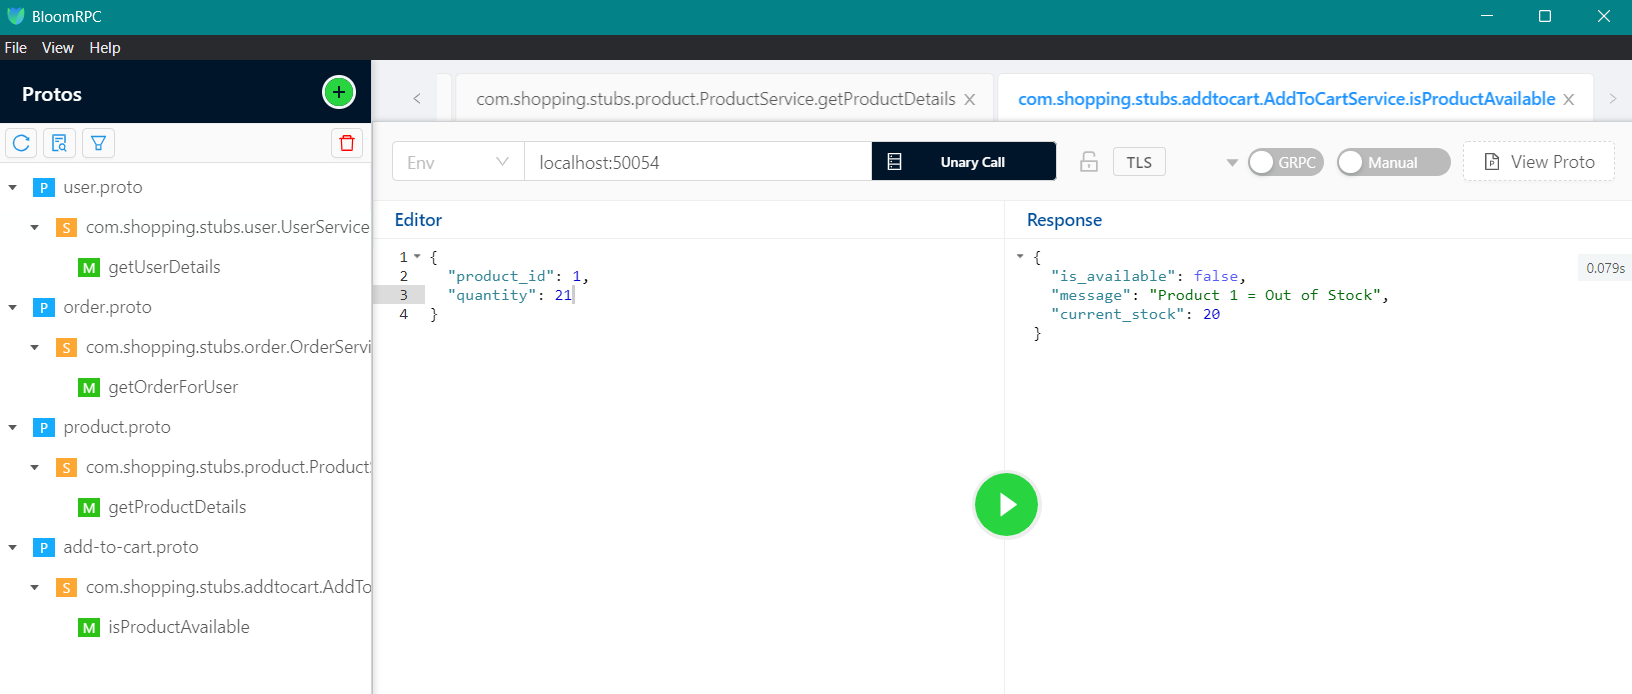 BloomRPC
File View Help
Protos
com.shopping.stubs.product.ProductService.getProductDetails
com.shopping.stubs.addtocart.AddToCartService.isProductAvailable
Env
localhost:50054
Unary Call
TLS
GRPC
Manual
View Proto
P user.proto
S com.shopping.stubs.user.UserService
M getUserDetails
P order.proto
S com.shopping.stubs.order.OrderServi
M getOrderForUser
P product.proto
S com.shopping.stubs.product.Product
M getProductDetails
P add-to-cart.proto
S com.shopping.stubs.addtocart.AddTo
M isProductAvailable
Editor
1 {
2 "product_id": 1,
3 "quantity": 21
4 }
Response
{
"is_available": false,
"message": "Product 1 = Out of Stock",
"current_stock": 20
}
0.079s